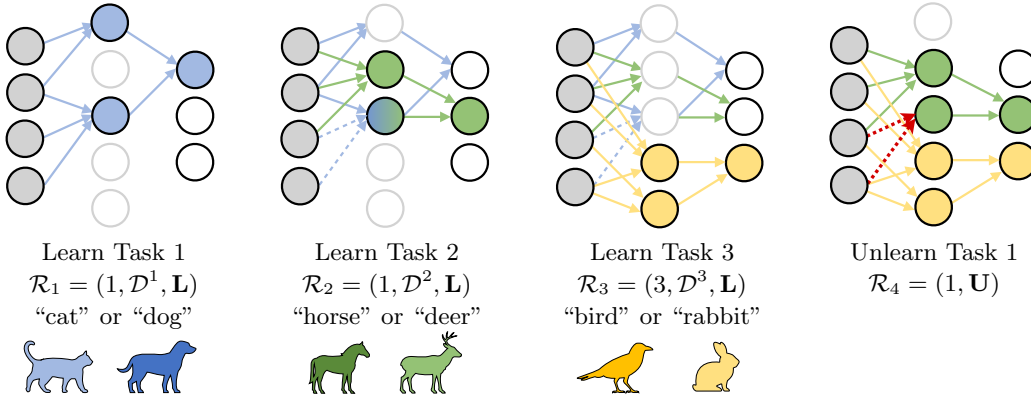 Learn Task 1
ℛ₁ = (1, 𝒟¹, L)
“cat” or “dog”
Learn Task 2
ℛ₂ = (1, 𝒟², L)
“horse” or “deer”
Learn Task 3
ℛ₃ = (3, 𝒟³, L)
“bird” or “rabbit”
Unlearn Task 1
ℛ₄ = (1, U)